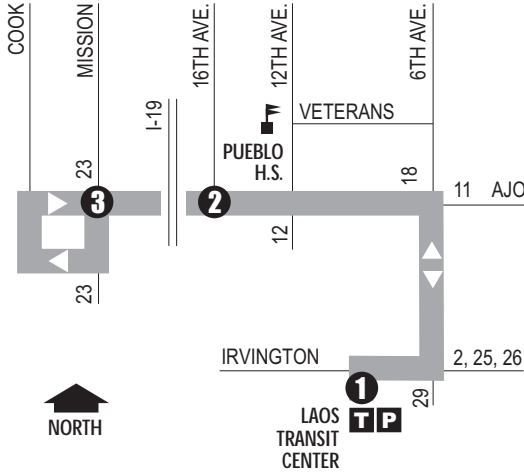 COOK
MISSION
16TH AVE.
12TH AVE.
6TH AVE.
I-19
VETERANS
PUEBLO
H.S.
23
18
3
2
11 AJO
12
23
IRVINGTON
2, 25, 26
1
29
LAOS
TRANSIT
CENTER
T P
NORTH